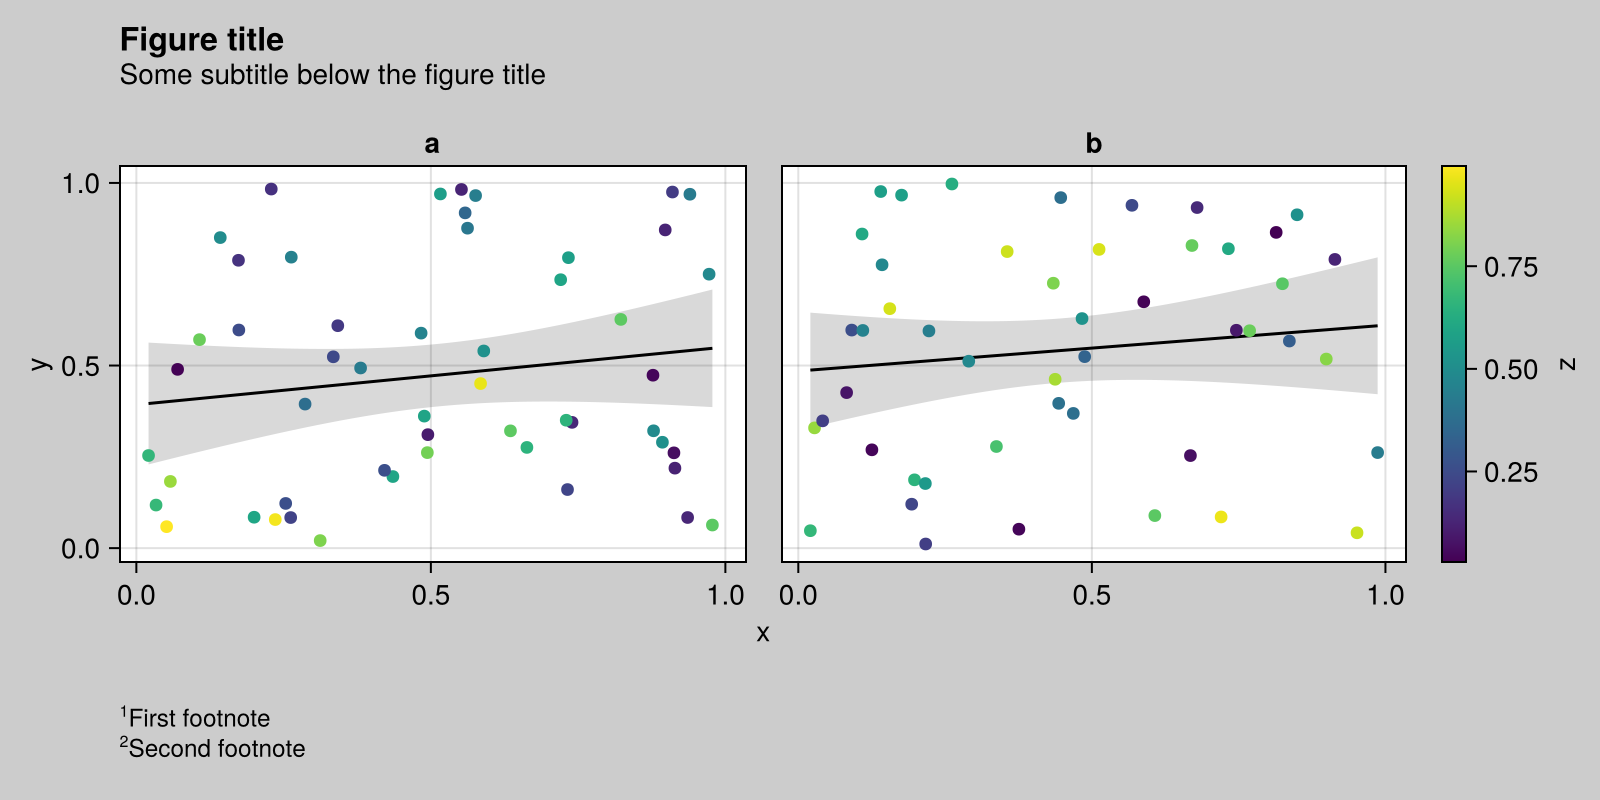 Figure title
Some subtitle below the figure title
a
b
1.0
0.5
0.0
y
0.0
0.5
1.0
0.0
0.5
1.0
x
0.75
0.50
0.25
z
¹First footnote
²Second footnote